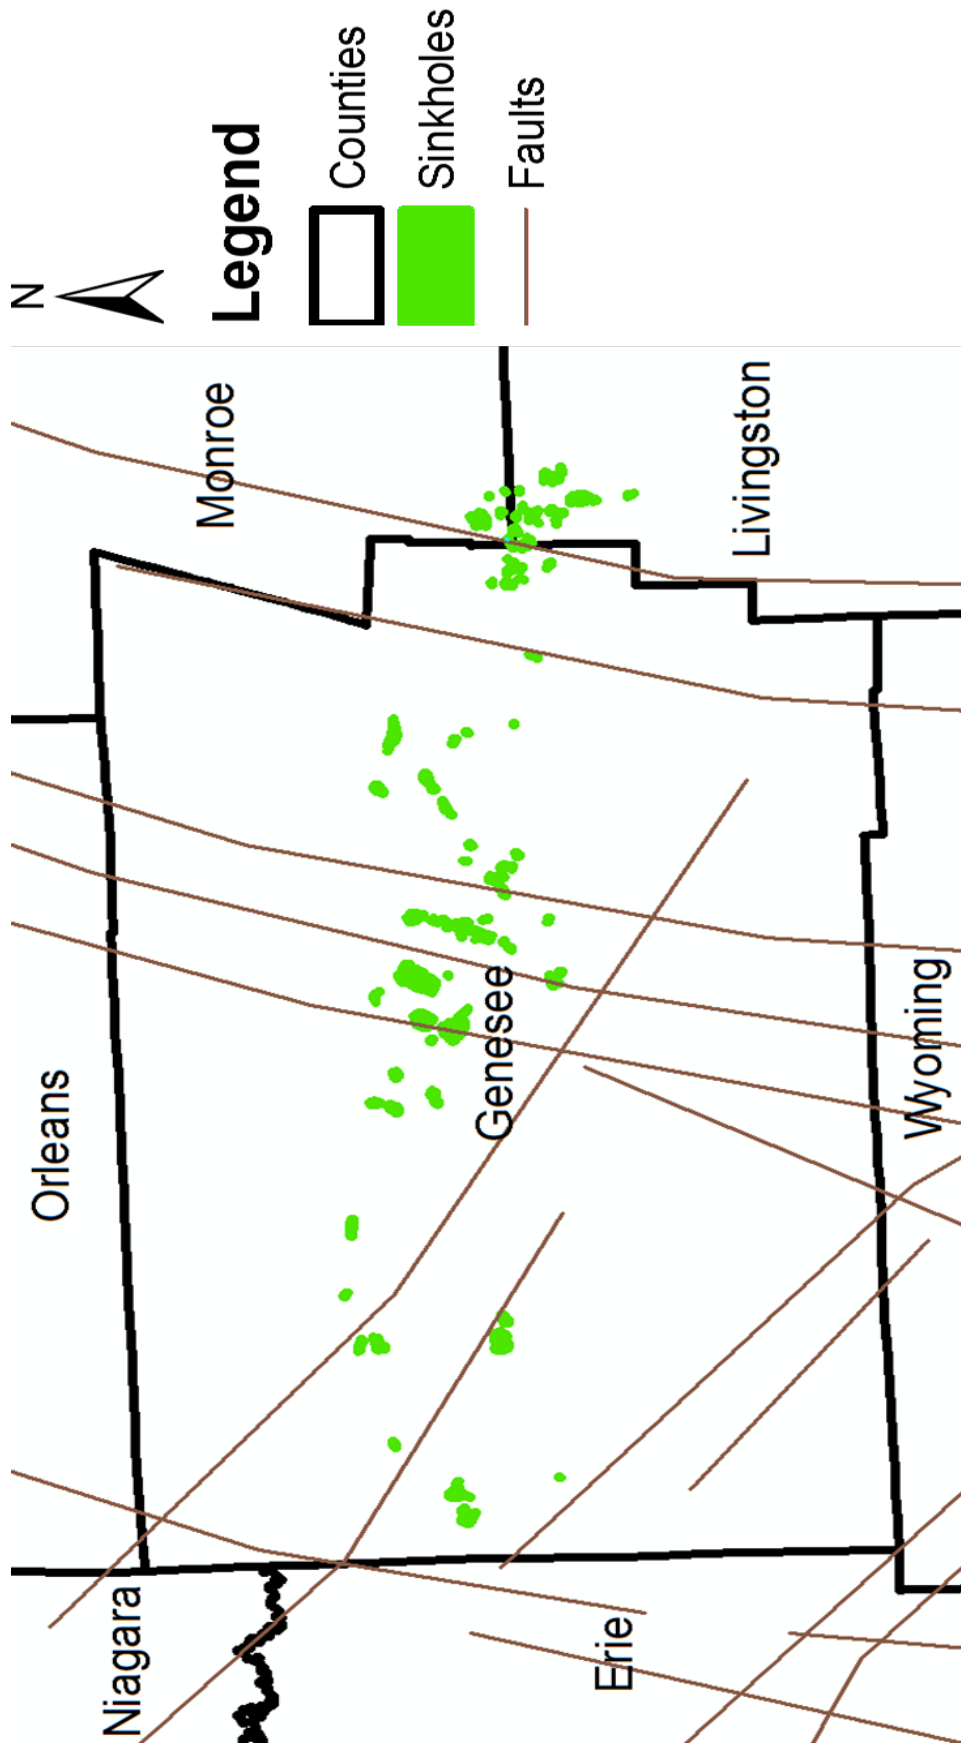 N
Legend
Counties
Sinkholes
Faults
Orleans
Monroe
Niagara
Genesee
Erie
Livingston
Wyoming